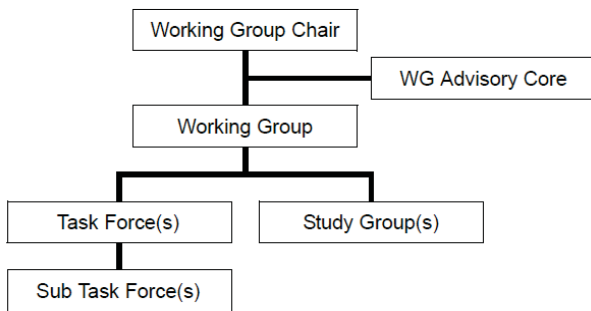 Working Group Chair
WG Advisory Core
Working Group
Task Force(s)
Study Group(s)
Sub Task Force(s)